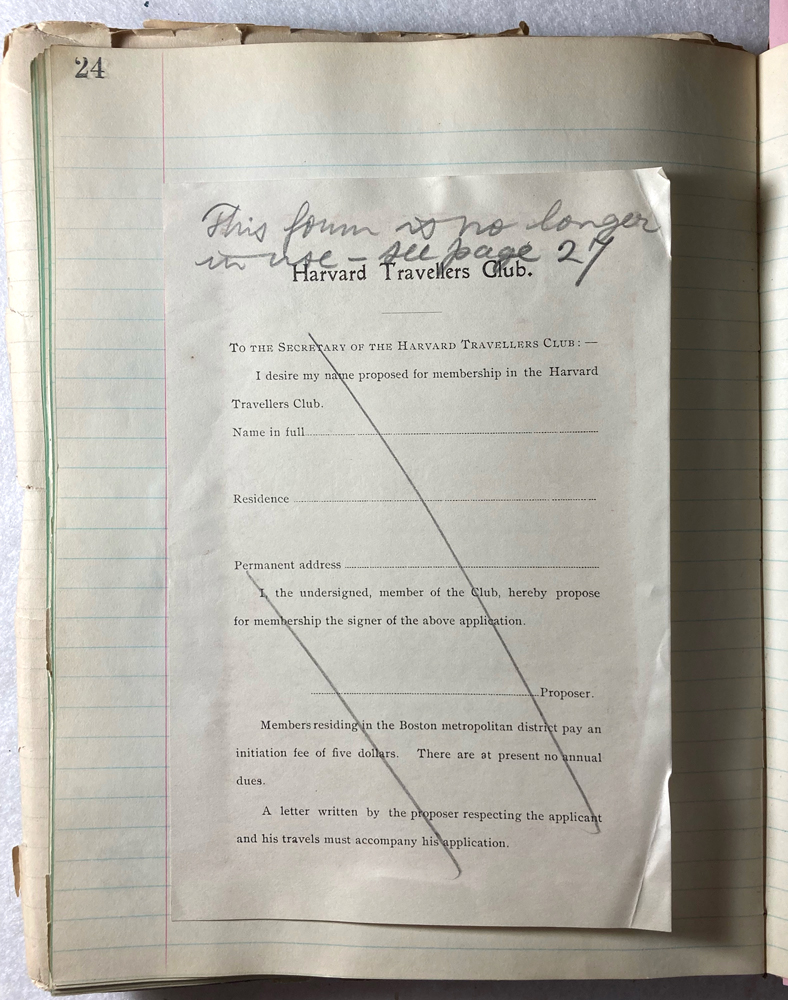 24
This form is no longer
in use – see page 27
Harvard Travellers Club.
To the Secretary of the Harvard Travellers Club: —
I desire my name proposed for membership in the Harvard
Travellers Club.
Name in full
Residence
Permanent address
I, the undersigned, member of the Club, hereby propose
for membership the signer of the above application.
Proposer.
Members residing in the Boston metropolitan district pay an
initiation fee of five dollars. There are at present no annual
dues.
A letter written by the proposer respecting the applicant
and his travels must accompany his application.